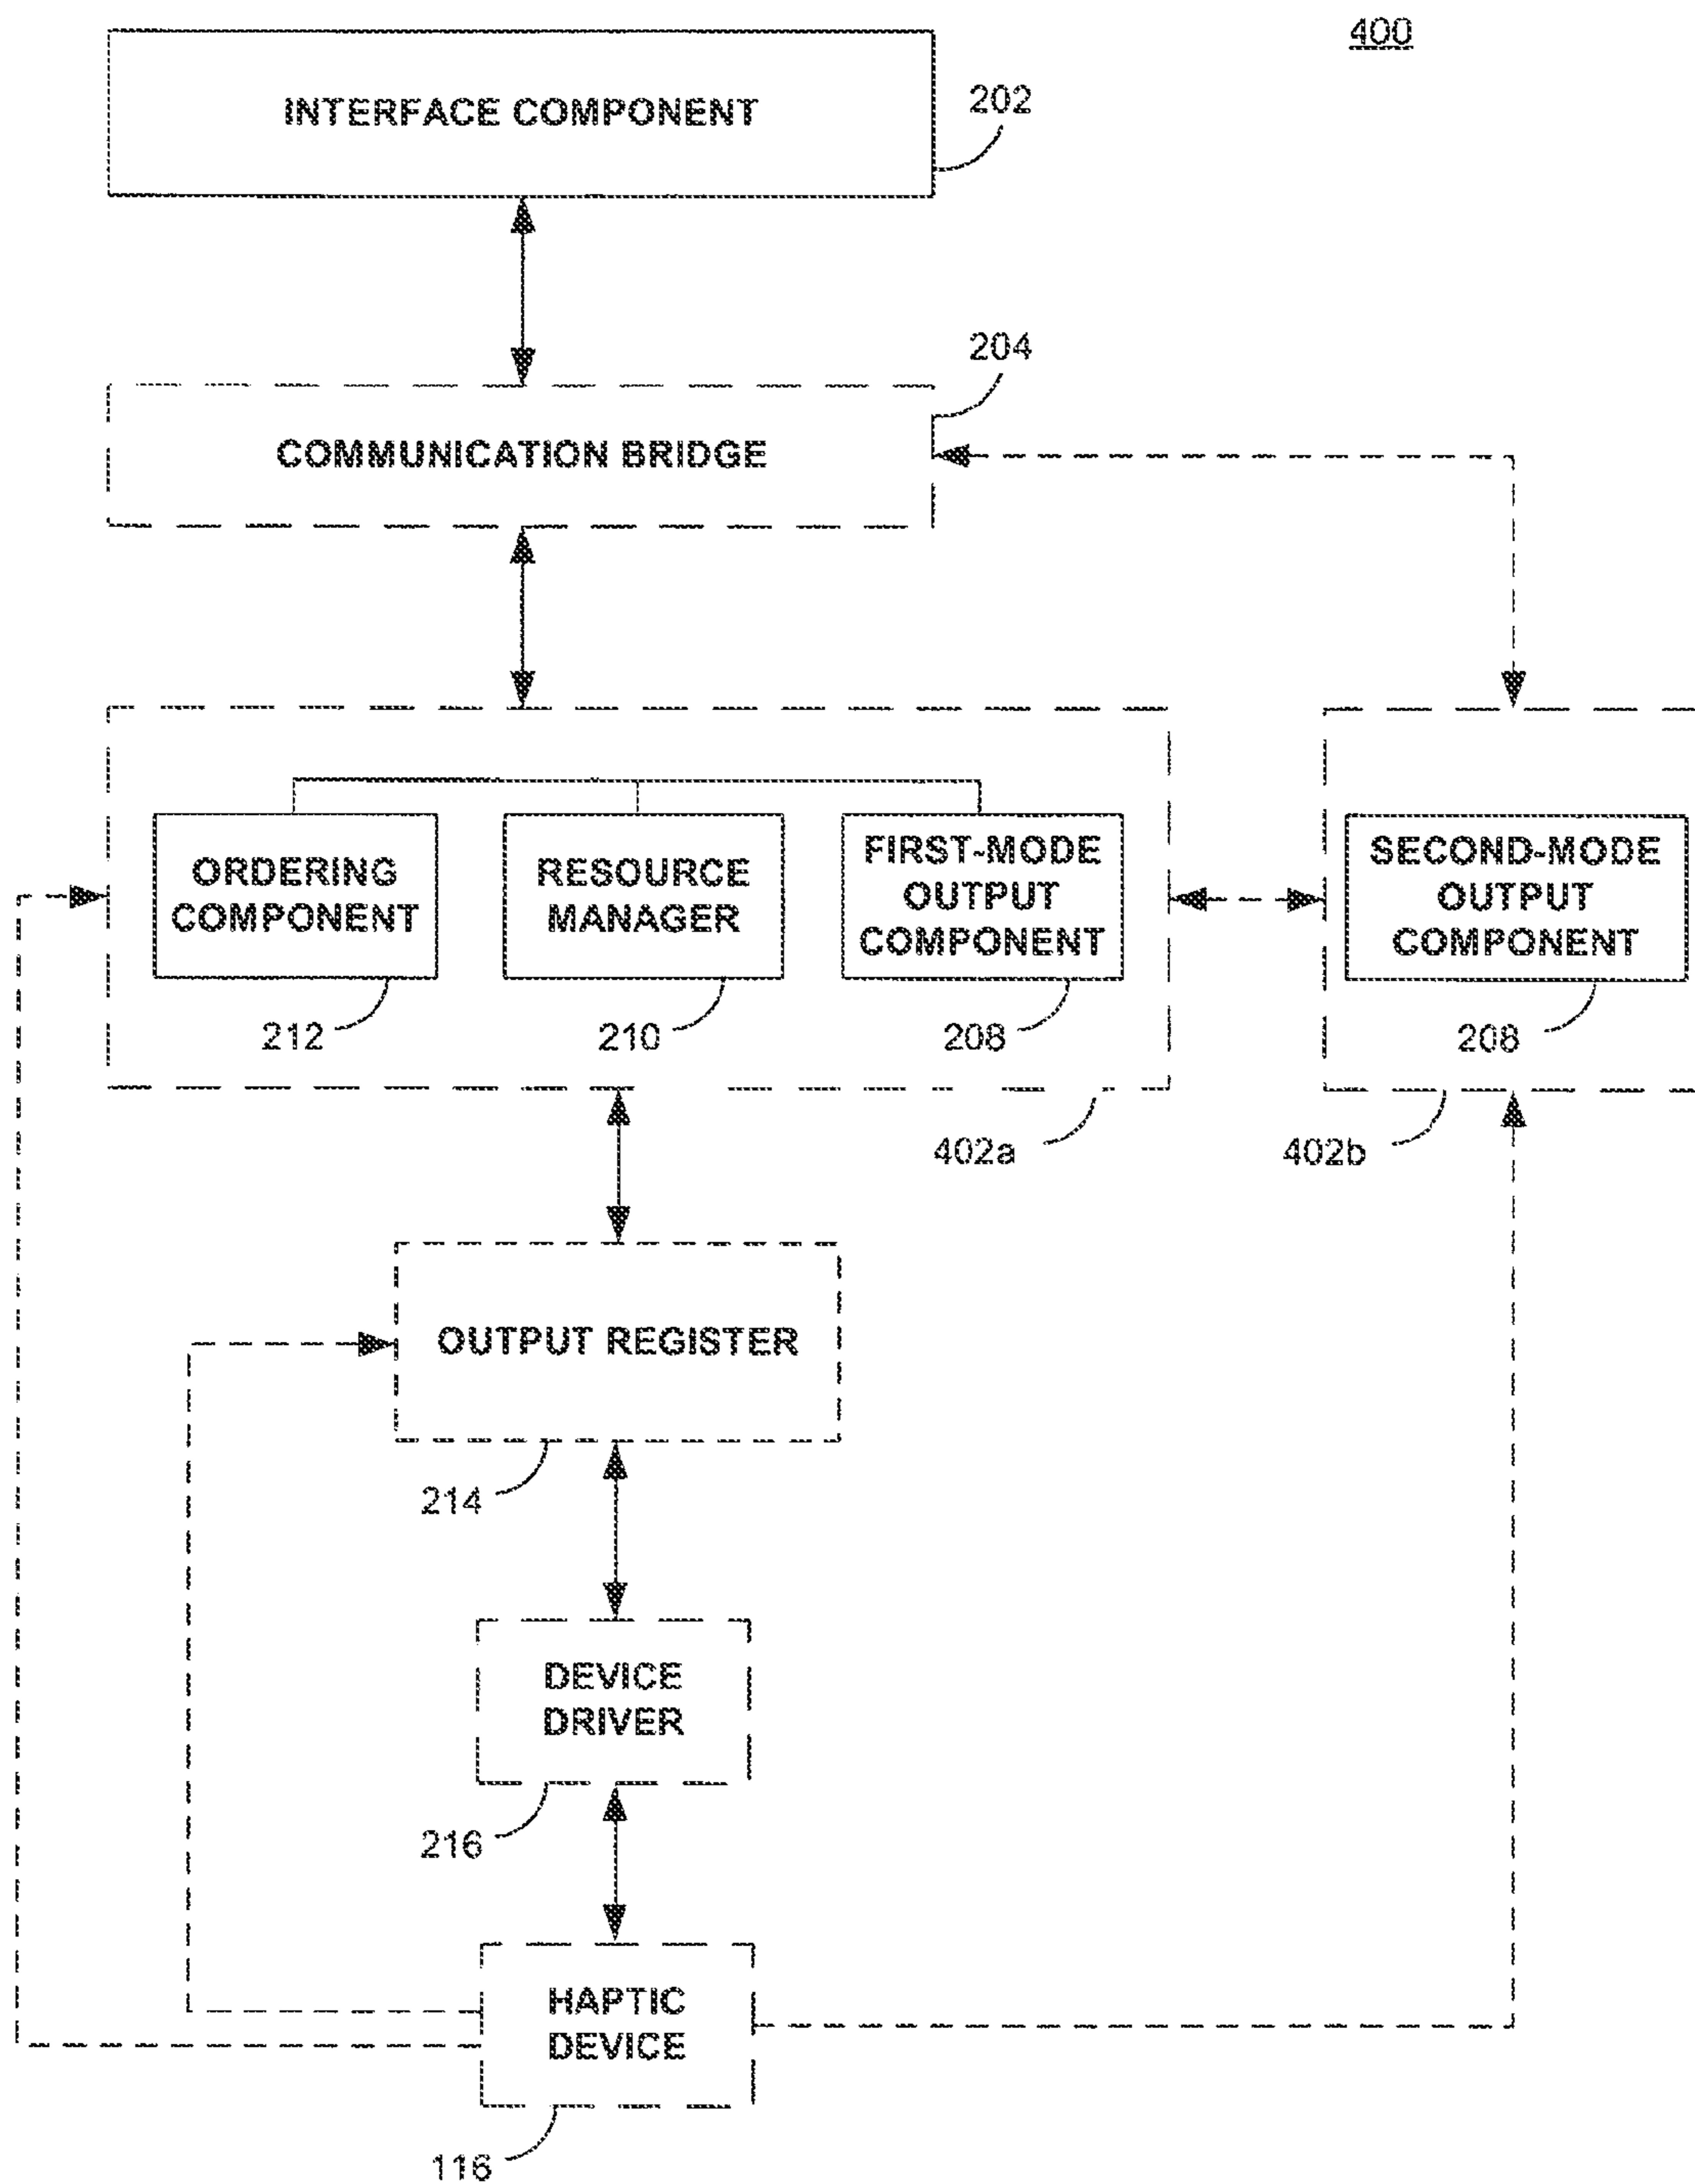 400
INTERFACE COMPONENT
202
204
COMMUNICATION BRIDGE
ORDERING
COMPONENT
RESOURCE
MANAGER
FIRST-MODE
OUTPUT
COMPONENT
SECOND-MODE
OUTPUT
COMPONENT
212
210
208
208
402a
402b
OUTPUT REGISTER
214
DEVICE
DRIVER
216
HAPTIC
DEVICE
116